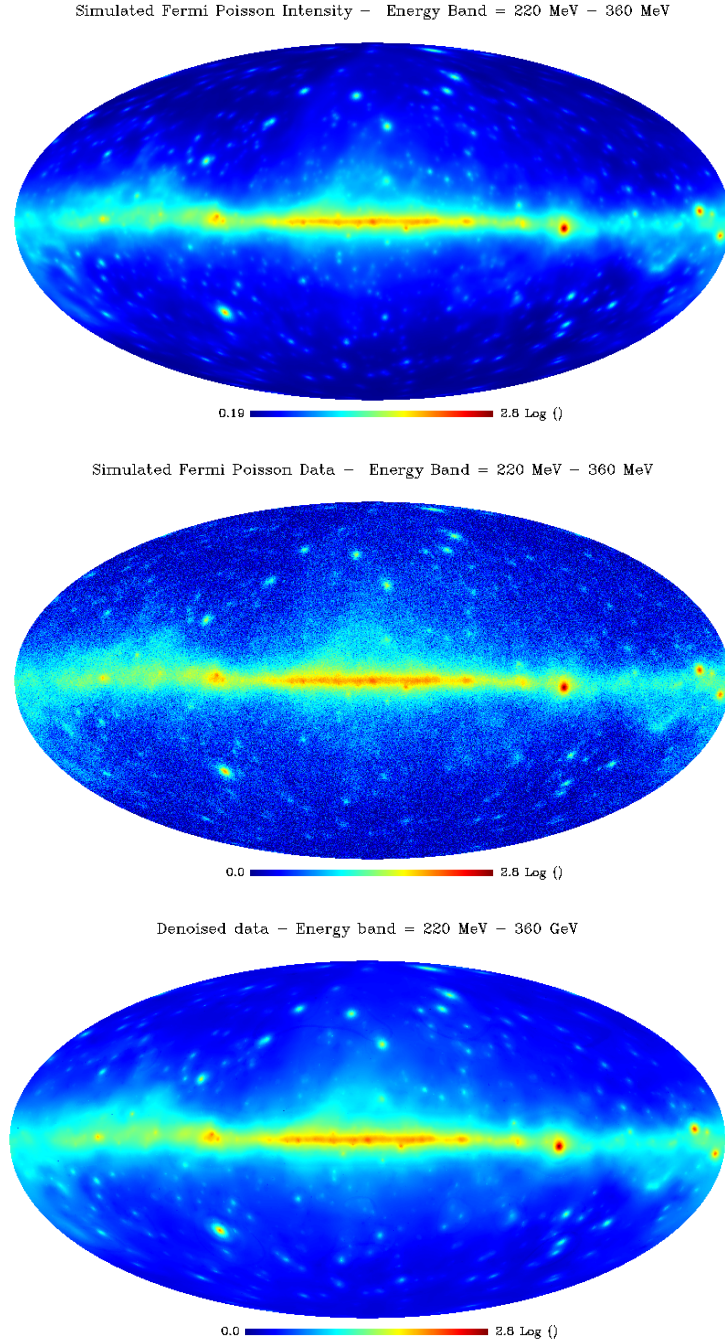 Simulated Fermi Poisson Intensity – Energy Band = 220 MeV – 360 MeV
0.19 2.8 Log ()
Simulated Fermi Poisson Data – Energy Band = 220 MeV – 360 MeV
0.0 2.8 Log ()
Denoised data – Energy band = 220 MeV – 360 GeV
0.0 2.8 Log ()